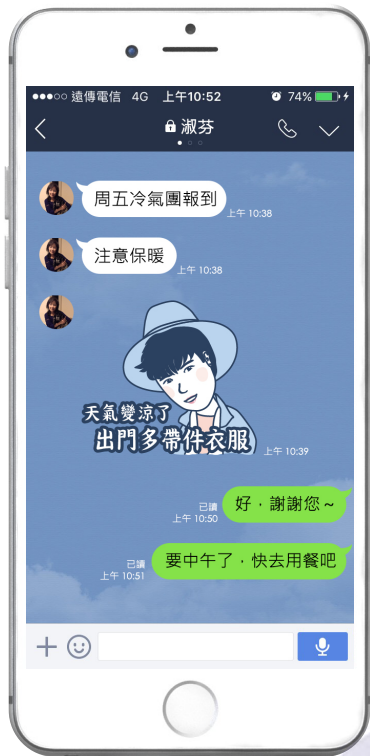 ●●●○○ 遠傳電信 4G 上午10:52 74%
淑芬
周五冷氣團報到
上午 10:38
注意保暖
上午 10:38
天氣變涼了
出門多帶件衣服
上午 10:39
好，謝謝您~
已讀
上午 10:50
要中午了，快去用餐吧
已讀
上午 10:51